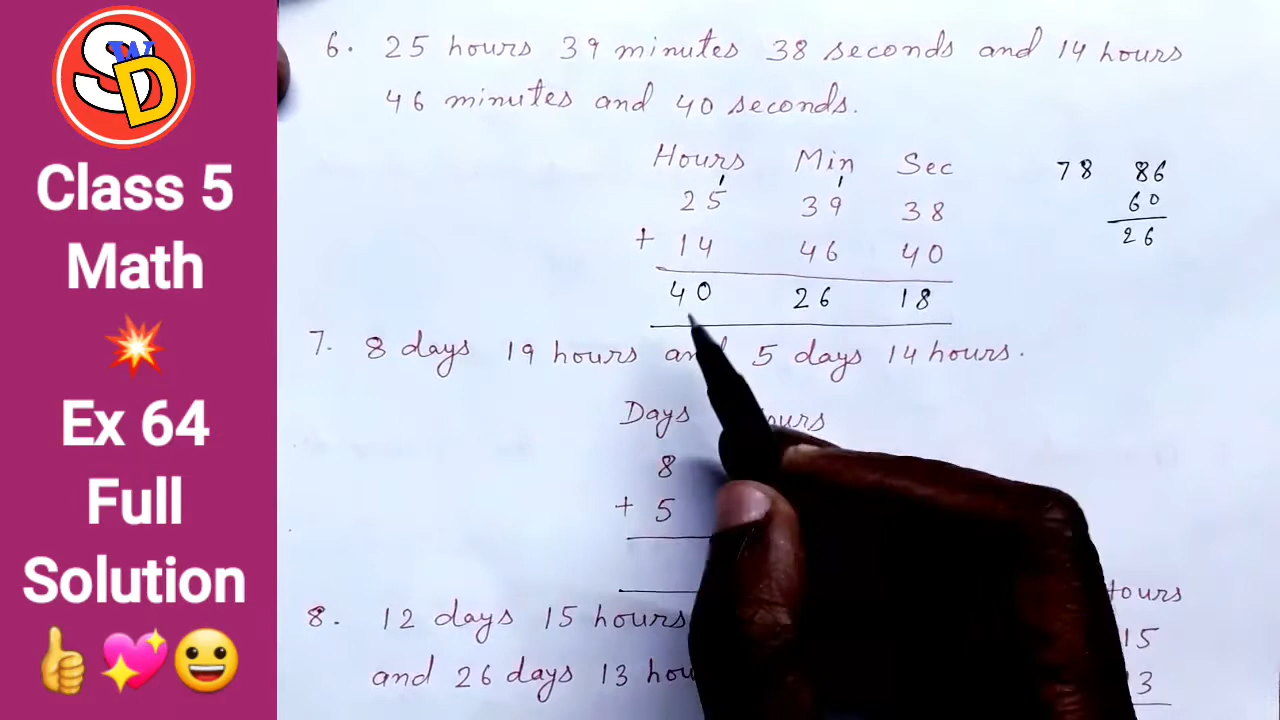 SWD
Class 5
Math
💥
Ex 64
Full
Solution
👍💖😀
6. 25 hours 39 minutes 38 seconds and 14 hours
46 minutes and 40 seconds.
Hours Min Sec
25 39 38
+ 14 46 40
40 26 18
78 86
60
26
7. 8 days 19 hours and 5 days 14 hours.
Days
8
+ 5
8. 12 days 15 hours
and 26 days 13
15